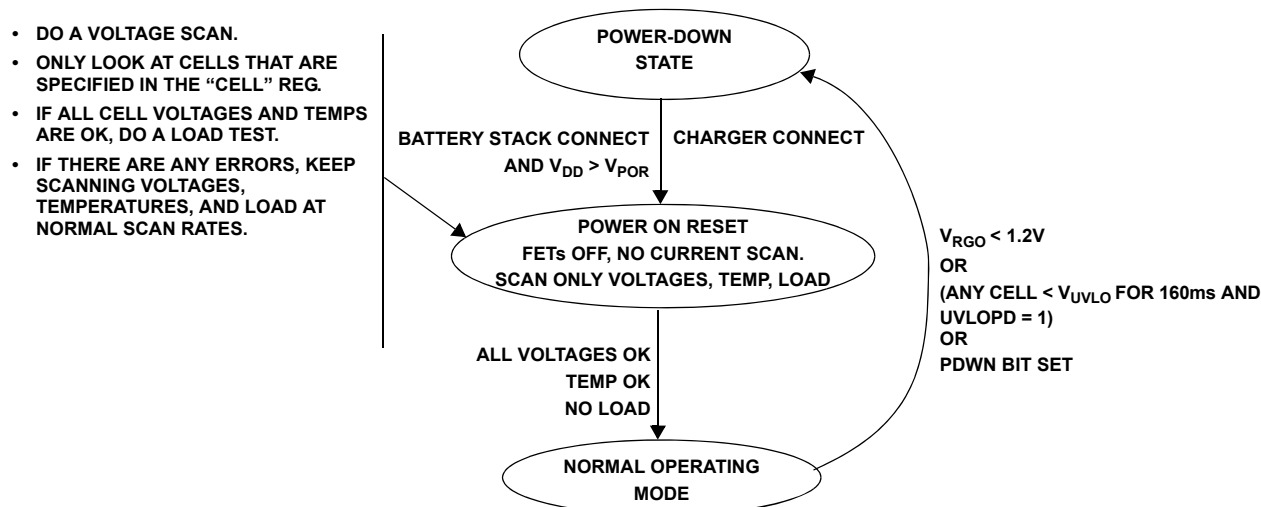 • DO A VOLTAGE SCAN.
• ONLY LOOK AT CELLS THAT ARE
SPECIFIED IN THE “CELL” REG.
• IF ALL CELL VOLTAGES AND TEMPS
ARE OK, DO A LOAD TEST.
• IF THERE ARE ANY ERRORS, KEEP
SCANNING VOLTAGES,
TEMPERATURES, AND LOAD AT
NORMAL SCAN RATES.
POWER-DOWN
STATE
BATTERY STACK CONNECT
AND VDD > VPOR
CHARGER CONNECT
POWER ON RESET
FETs OFF, NO CURRENT SCAN.
SCAN ONLY VOLTAGES, TEMP, LOAD
ALL VOLTAGES OK
TEMP OK
NO LOAD
NORMAL OPERATING
MODE
VRGO < 1.2V
OR
(ANY CELL < VUVLO FOR 160ms AND
UVLOPD = 1)
OR
PDWN BIT SET